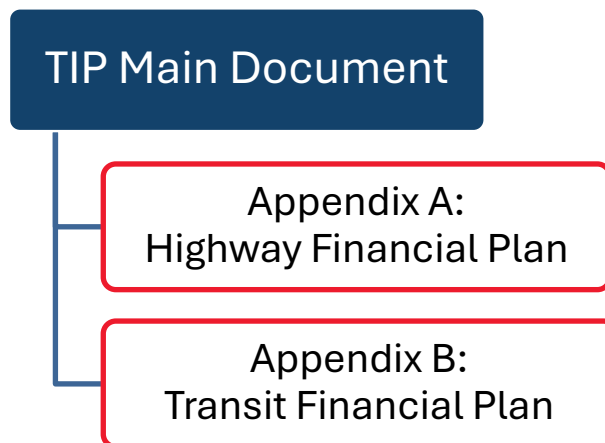 TIP Main Document
Appendix A:
Highway Financial Plan
Appendix B:
Transit Financial Plan